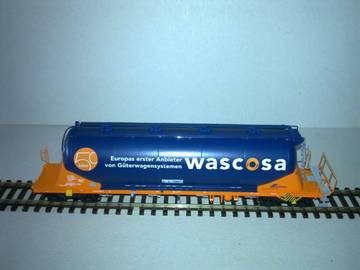 Europas erster Anbieter
von Güterwagensystemen
wascosa